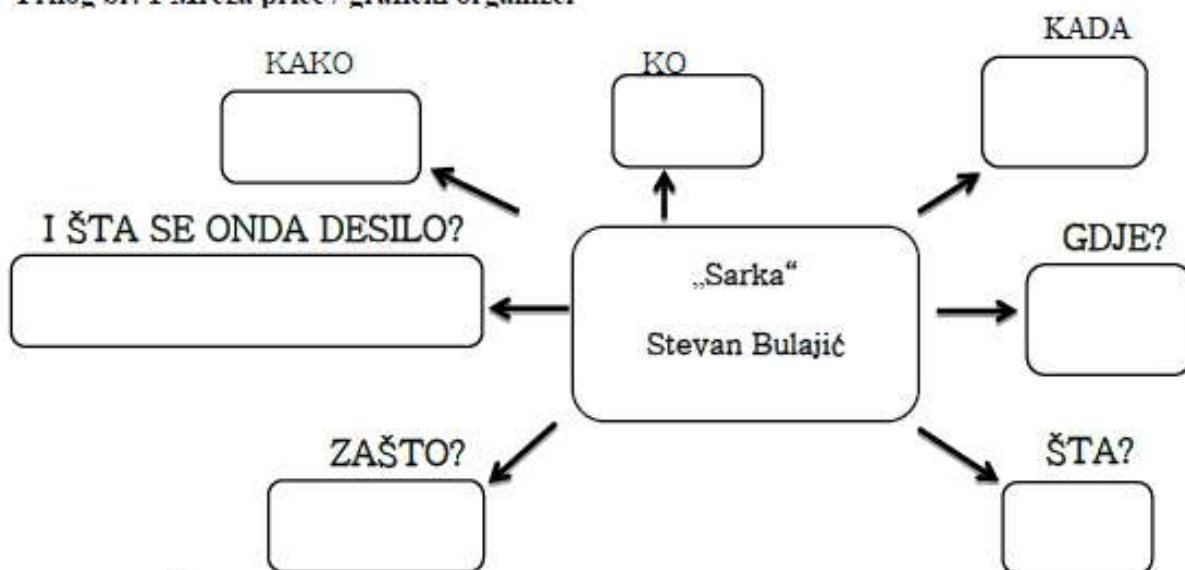 KADA
KAKO
KO
I ŠTA SE ONDA DESILO?
GDJE?
„Sarka“
Stevan Bulajić
ZAŠTO?
ŠTA?